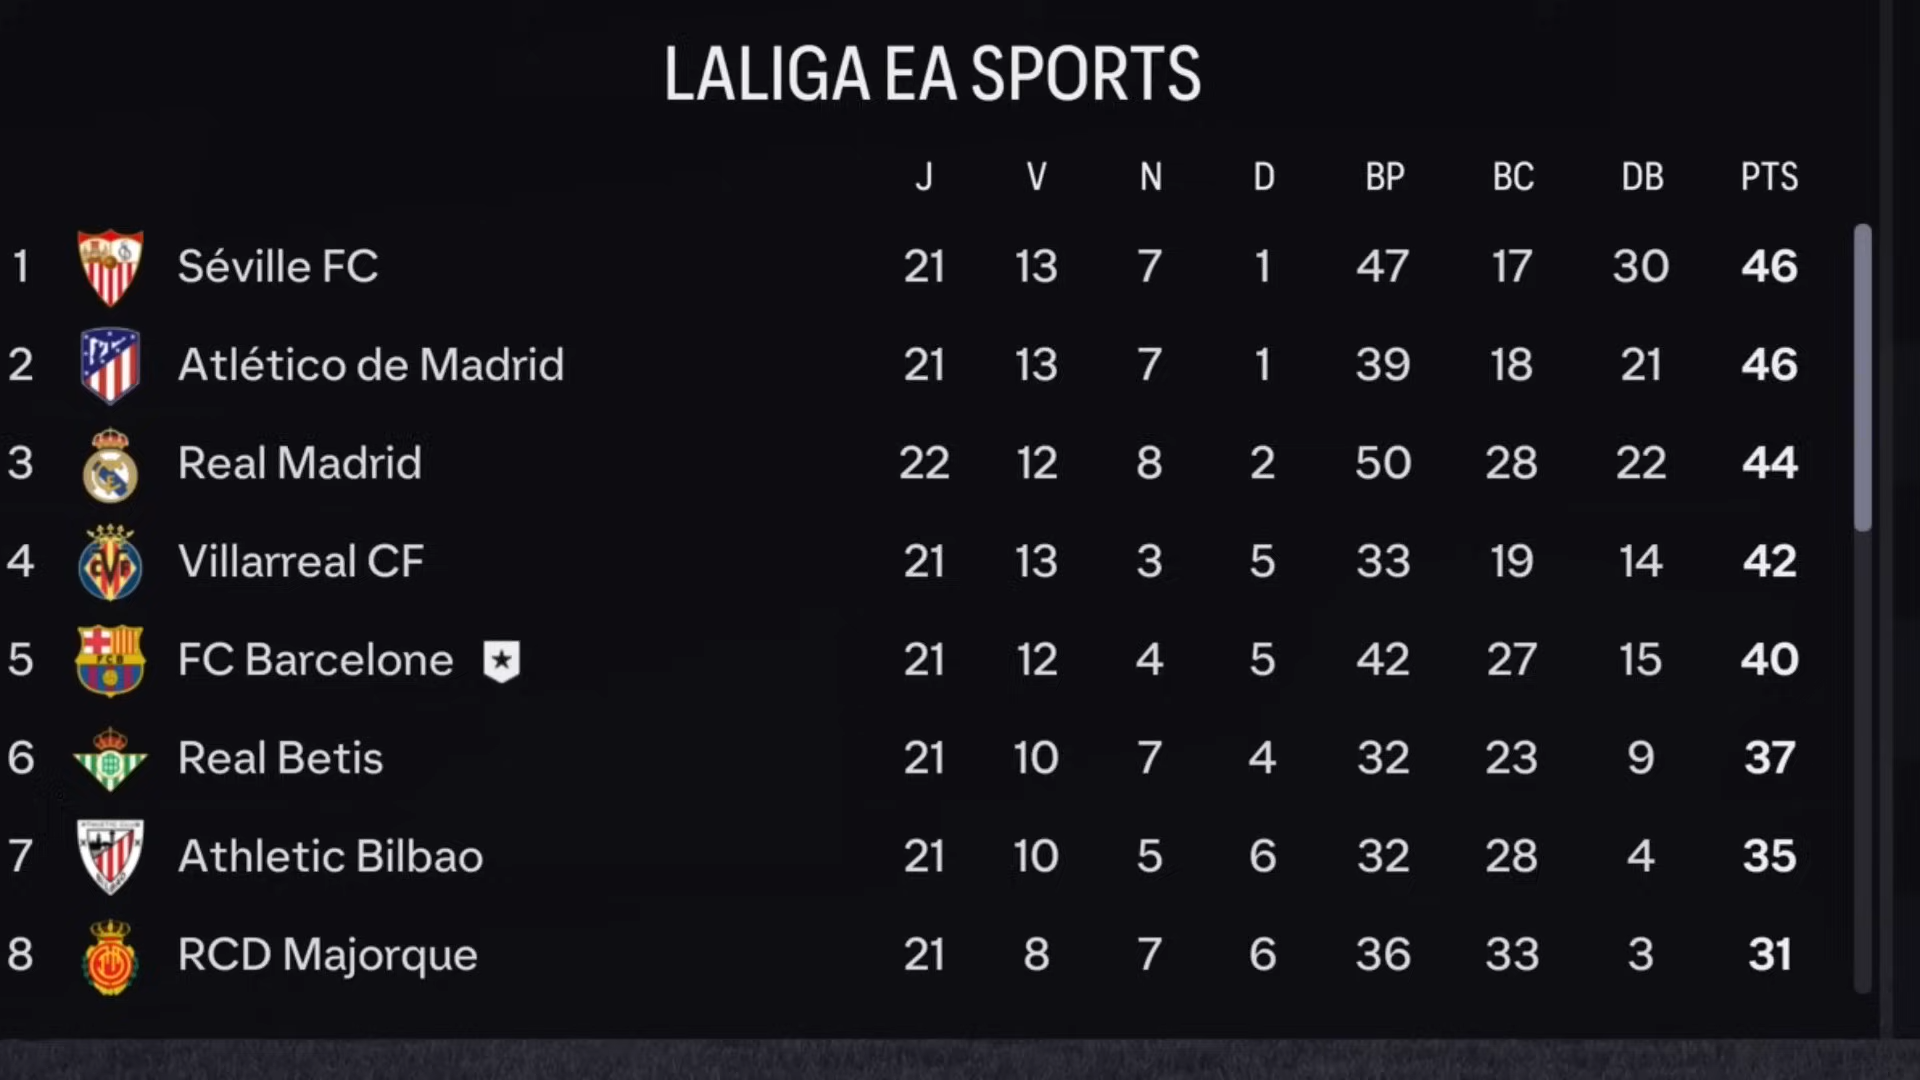 LALIGA EA SPORTS
J V N D BP BC DB PTS
1 Séville FC 21 13 7 1 47 17 30 46
2 Atlético de Madrid 21 13 7 1 39 18 21 46
3 Real Madrid 22 12 8 2 50 28 22 44
4 Villarreal CF 21 13 3 5 33 19 14 42
5 FC Barcelone 21 12 4 5 42 27 15 40
6 Real Betis 21 10 7 4 32 23 9 37
7 Athletic Bilbao 21 10 5 6 32 28 4 35
8 RCD Majorque 21 8 7 6 36 33 3 31